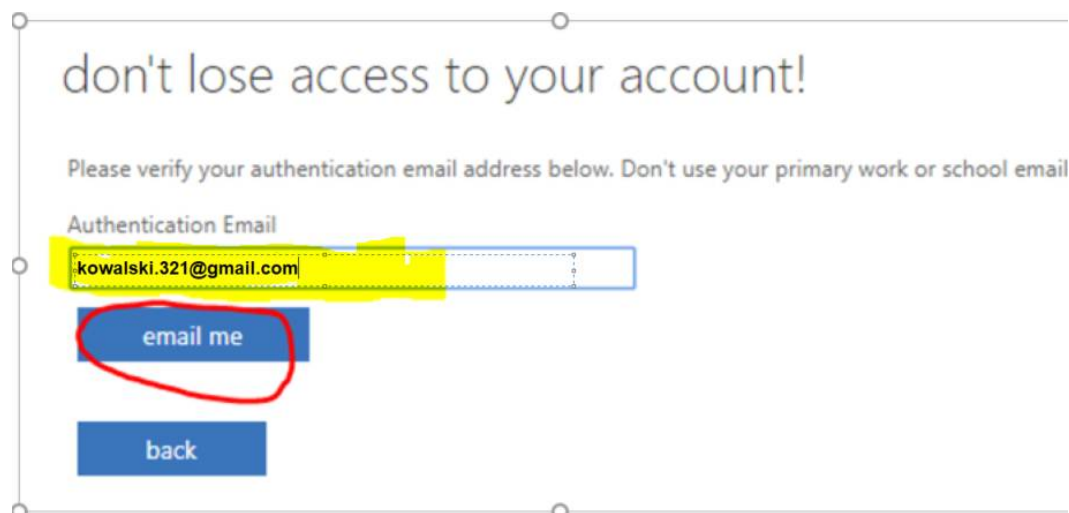 don't lose access to your account!
Please verify your authentication email address below. Don't use your primary work or school email
Authentication Email
kowalski.321@gmail.com
email me
back